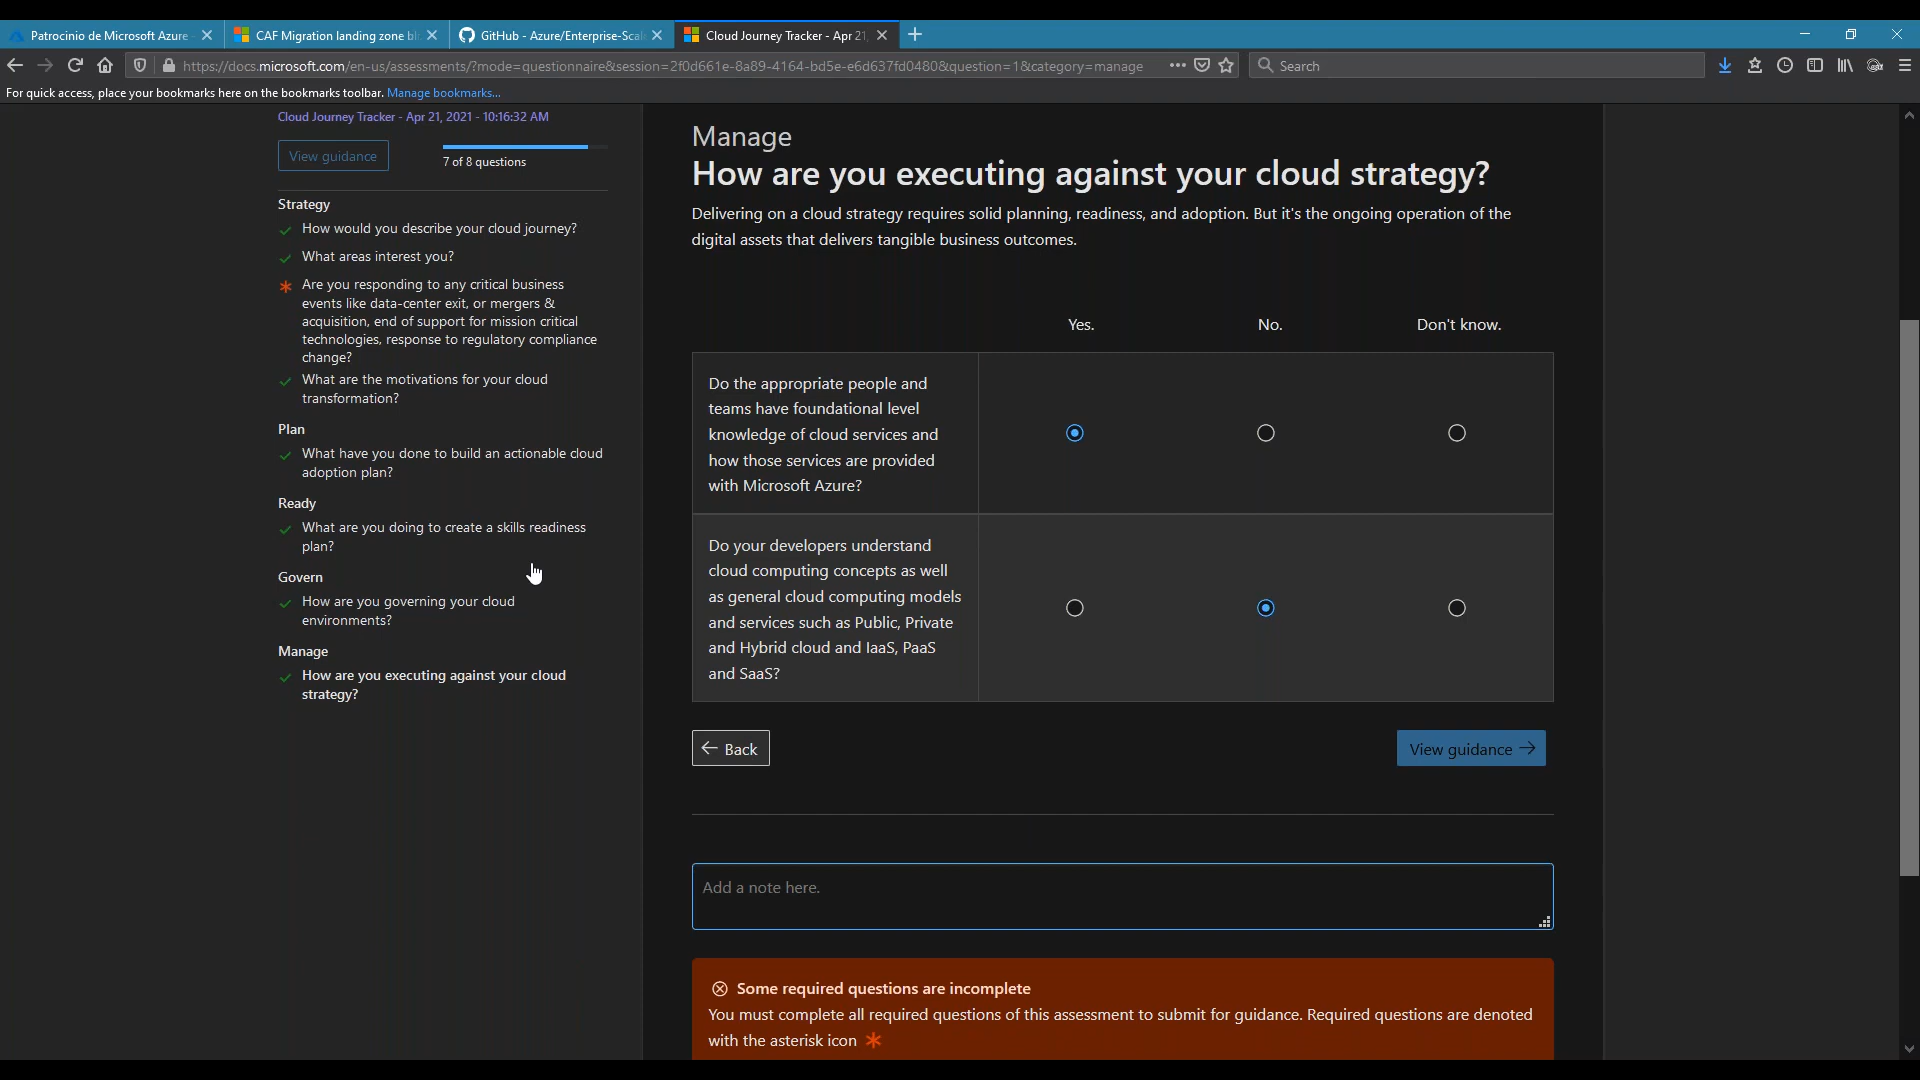 Patrocinio de Microsoft Azure
CAF Migration landing zone bl
GitHub - Azure/Enterprise-Scal
Cloud Journey Tracker - Apr 21,
https://docs.microsoft.com/en-us/assessments/?mode=questionnaire&session=2f0d661e-8a89-4164-bd5e-e6d637fd0480&question=1&category=manage
Search
For quick access, place your bookmarks here on the bookmarks toolbar. Manage bookmarks...
Cloud Journey Tracker - Apr 21, 2021 - 10:16:32 AM
View guidance
7 of 8 questions
Strategy
How would you describe your cloud journey?
What areas interest you?
Are you responding to any critical business
events like data-center exit, or mergers &
acquisition, end of support for mission critical
technologies, response to regulatory compliance
change?
What are the motivations for your cloud
transformation?
Plan
What have you done to build an actionable cloud
adoption plan?
Ready
What are you doing to create a skills readiness
plan?
Govern
How are you governing your cloud
environments?
Manage
How are you executing against your cloud
strategy?
Manage
How are you executing against your cloud strategy?
Delivering on a cloud strategy requires solid planning, readiness, and adoption. But it's the ongoing operation of the
digital assets that delivers tangible business outcomes.
Yes.
No.
Don't know.
Do the appropriate people and
teams have foundational level
knowledge of cloud services and
how those services are provided
with Microsoft Azure?
Do your developers understand
cloud computing concepts as well
as general cloud computing models
and services such as Public, Private
and Hybrid cloud and IaaS, PaaS
and SaaS?
Back
View guidance
Add a note here.
Some required questions are incomplete
You must complete all required questions of this assessment to submit for guidance. Required questions are denoted
with the asterisk icon